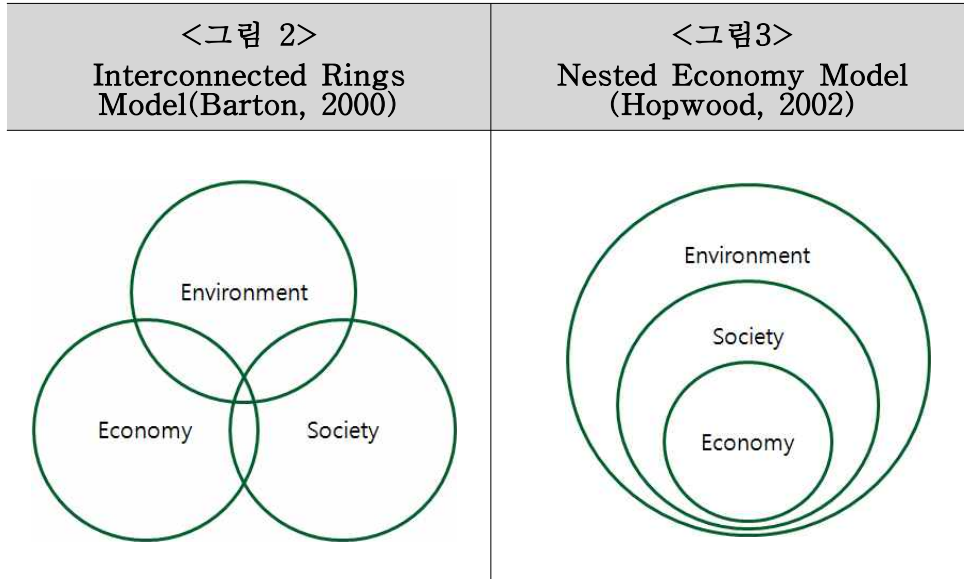 <그림 2>
Interconnected Rings
Model(Barton, 2000)
<그림3>
Nested Economy Model
(Hopwood, 2002)
Environment
Economy
Society
Environment
Society
Economy